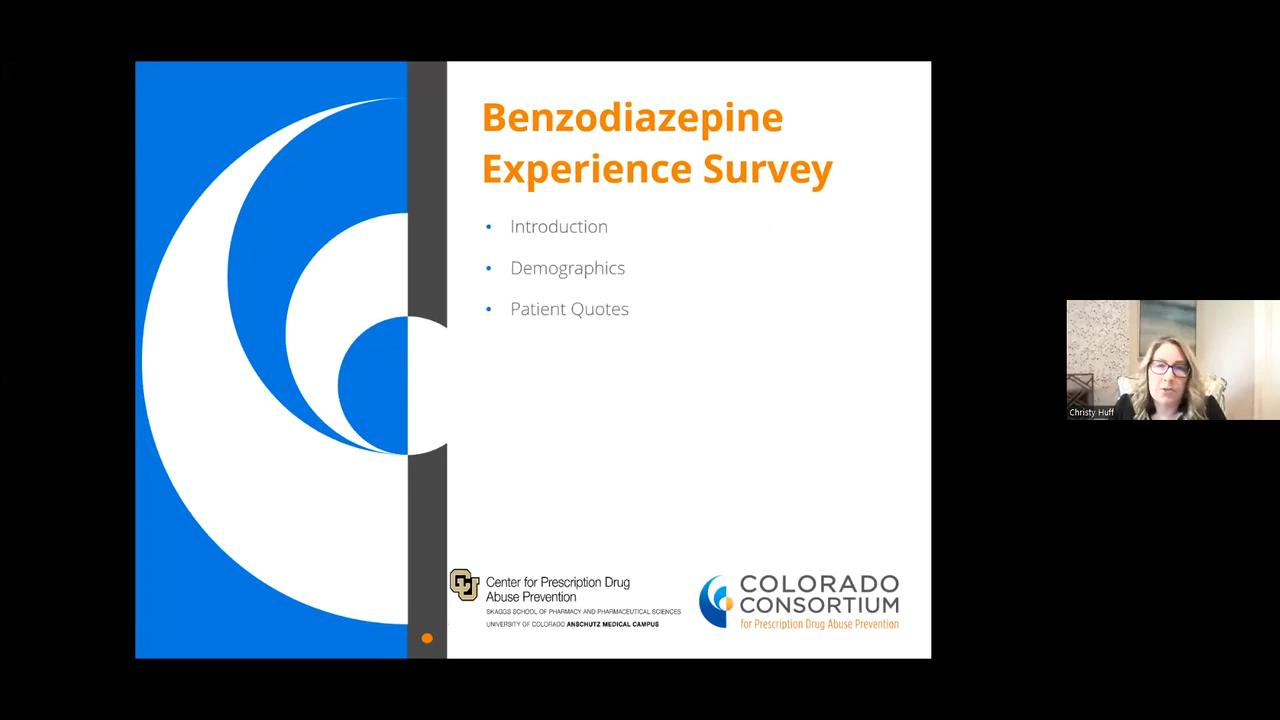 Benzodiazepine
Experience Survey
• Introduction
• Demographics
• Patient Quotes
CU
Center for Prescription Drug
Abuse Prevention
SKAGGS SCHOOL OF PHARMACY AND PHARMACEUTICAL SCIENCES
UNIVERSITY OF COLORADO ANSCHUTZ MEDICAL CAMPUS
COLORADO
CONSORTIUM
for Prescription Drug Abuse Prevention
Christy Huff